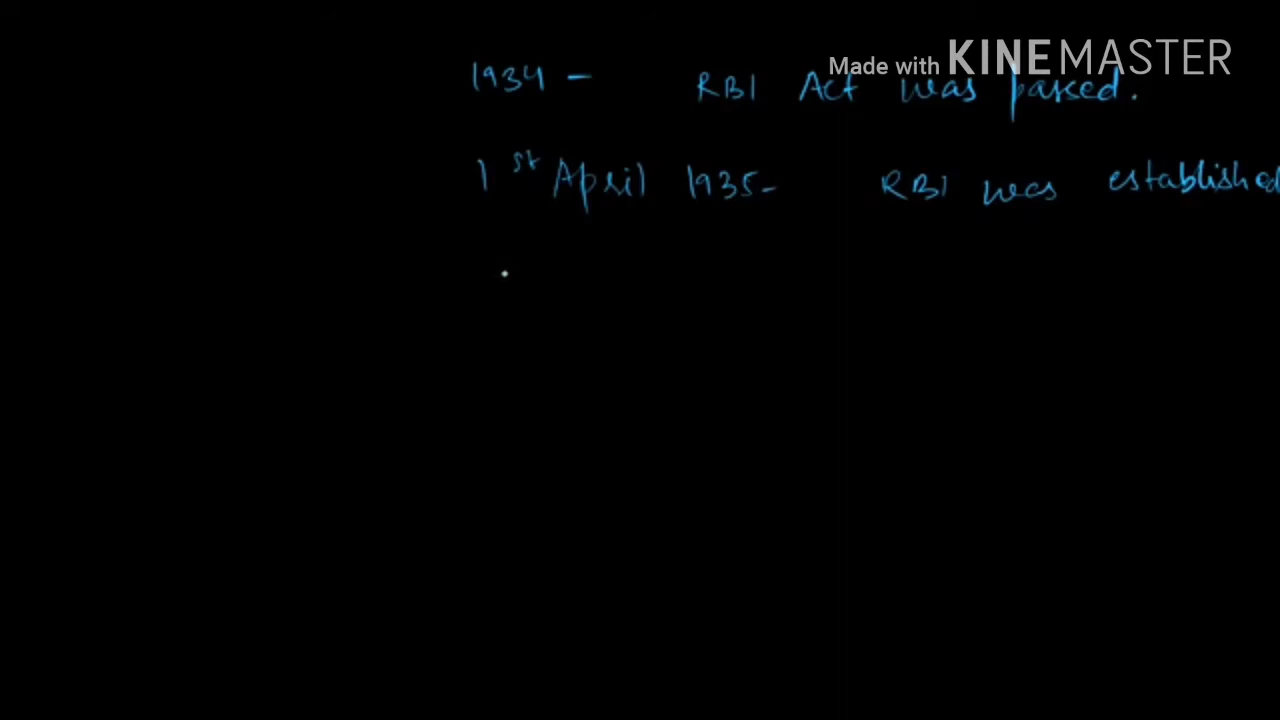 Made with KINEMASTER
1934 - RBI Act was passed.
1st April 1935- RBI was established